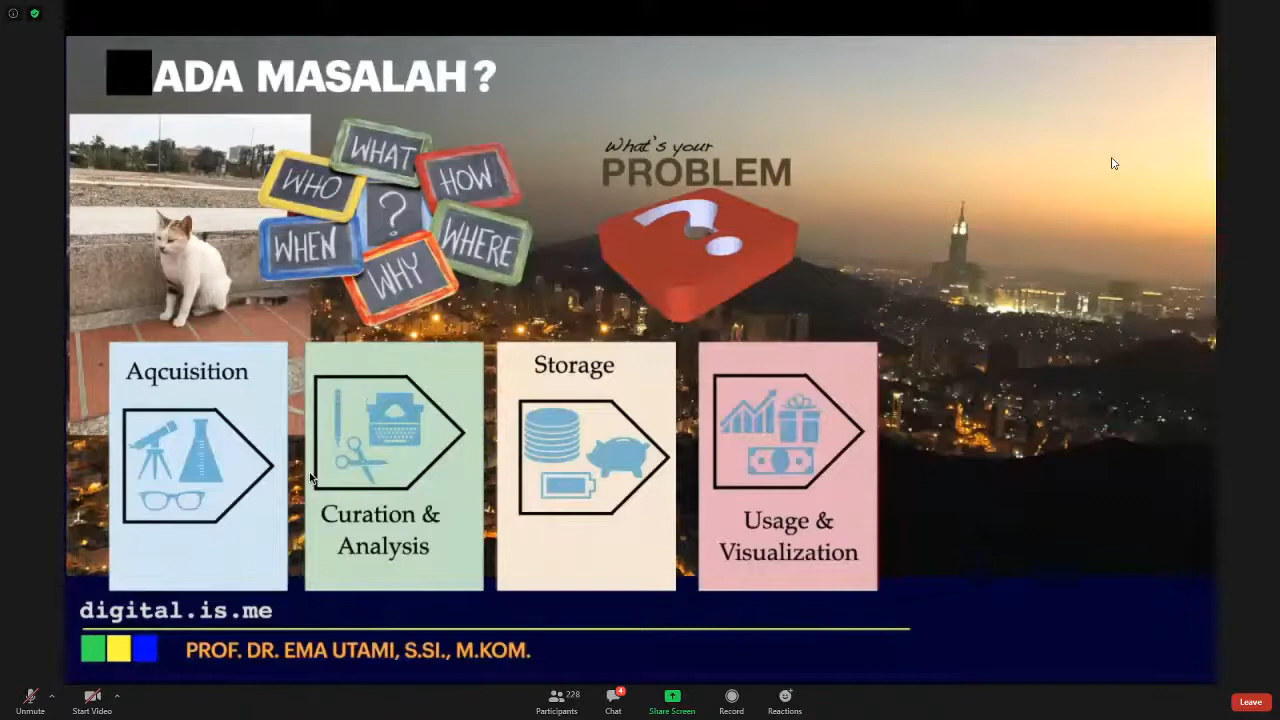 ADA MASALAH?
WHAT
WHO
HOW
?
WHEN
WHERE
WHY
What's your
PROBLEM
?
Aqcuisition
Curation &
Analysis
Storage
Usage &
Visualization
digital.is.me
PROF. DR. EMA UTAMI, S.SI., M.KOM.
Unmute
Start Video
228
Participants
4
Chat
Share Screen
Record
Reactions
Leave